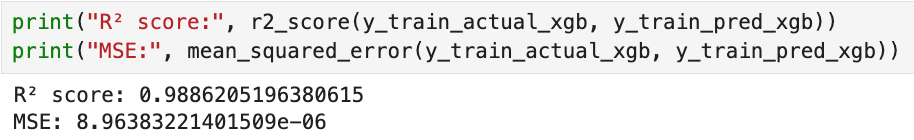 print("R² score:", r2_score(y_train_actual_xgb, y_train_pred_xgb))
print("MSE:", mean_squared_error(y_train_actual_xgb, y_train_pred_xgb))
R² score: 0.9886205196380615
MSE: 8.96383221401509e-06